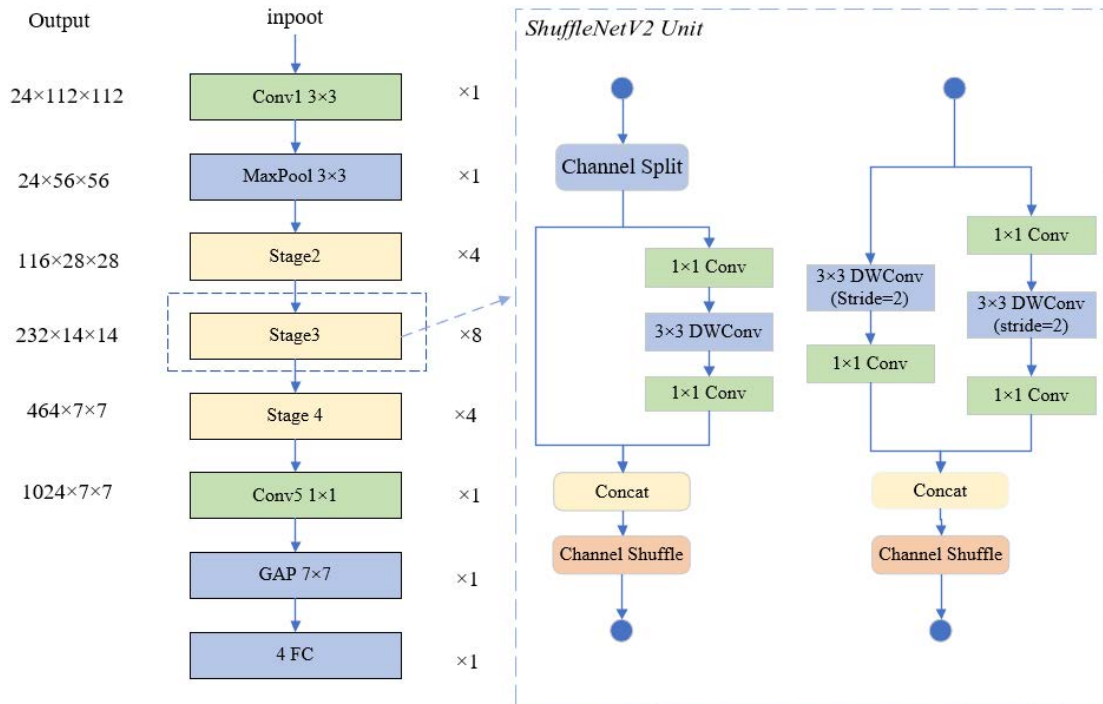 Output
inpoot
24×112×112
Conv1 3×3
×1
24×56×56
MaxPool 3×3
×1
116×28×28
Stage2
×4
232×14×14
Stage3
×8
464×7×7
Stage 4
×4
1024×7×7
Conv5 1×1
×1
GAP 7×7
×1
4 FC
×1
ShuffleNetV2 Unit
Channel Split
1×1 Conv
3×3 DWConv
1×1 Conv
Concat
Channel Shuffle
3×3 DWConv
(Stride=2)
1×1 Conv
1×1 Conv
3×3 DWConv
(stride=2)
1×1 Conv
Concat
Channel Shuffle